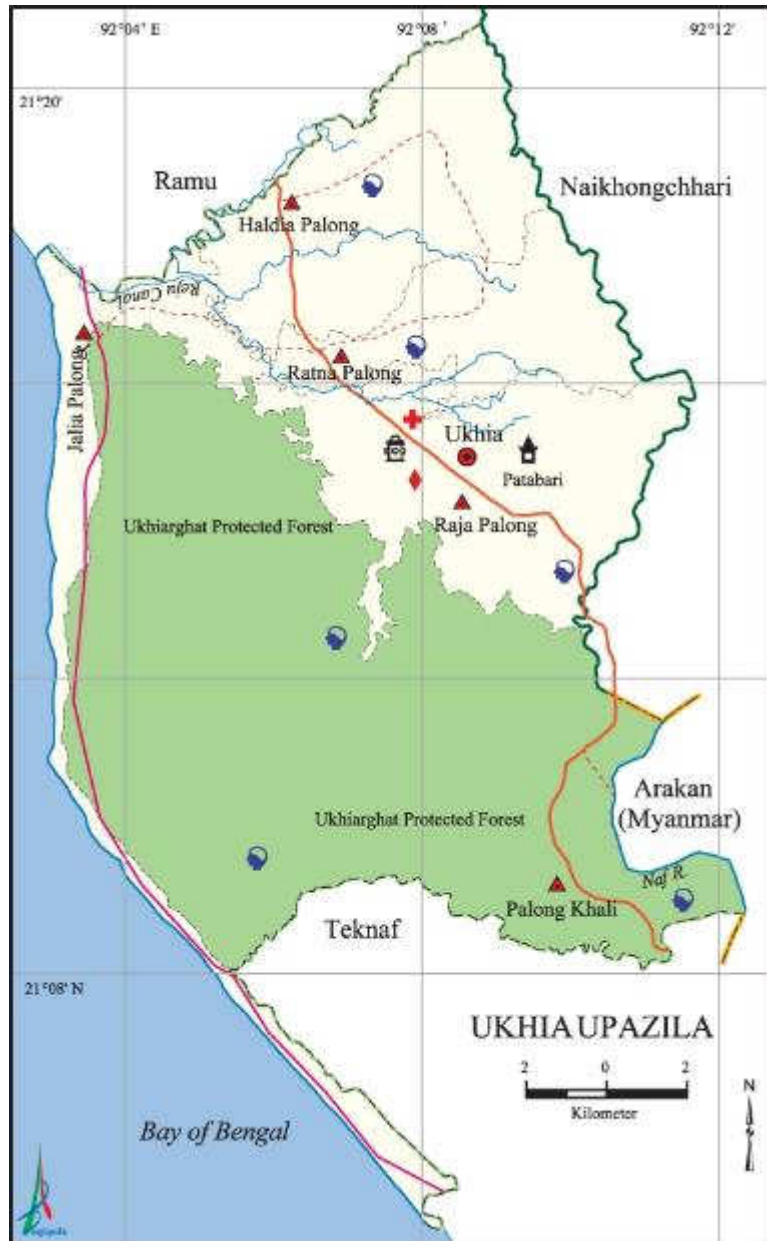 92°04' E
92°08'
92°12'
21°20'
Ramu
Naikhongchhari
Haldia Palong
Reju Canal
Ratna Palong
Jalia Palong
Ukhia
Patabari
Raja Palong
Ukhiarghat Protected Forest
Arakan
(Myanmar)
Ukhiarghat Protected Forest
Naf R.
Palong Khali
Teknaf
21°08' N
UKHIA UPAZILA
2 0 2
Kilometer
N
Bay of Bengal